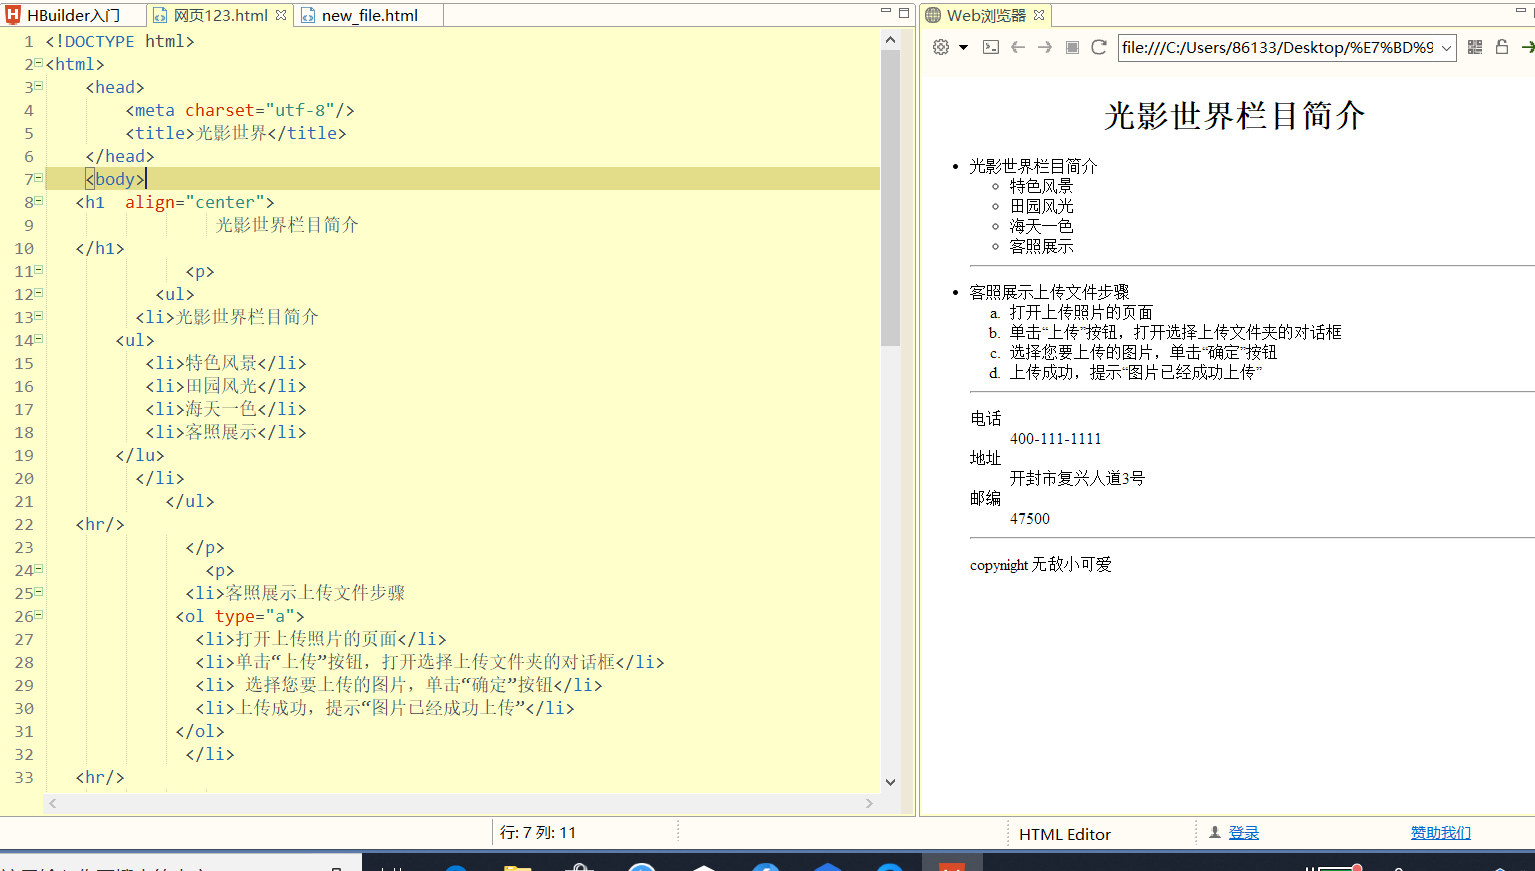 HBuilder入门
网页123.html
new_file.html
1 <!DOCTYPE html>
2 <html>
3 <head>
4 <meta charset="utf-8"/>
5 <title>光影世界</title>
6 </head>
7 <body>
8 <h1  align="center">
9 光影世界栏目简介
10 </h1>
11 <p>
12 <ul>
13 <li>光影世界栏目简介
14 <ul>
15 <li>特色风景</li>
16 <li>田园风光</li>
17 <li>海天一色</li>
18 <li>客照展示</li>
19 </lu>
20 </li>
21 </ul>
22 <hr/>
23 </p>
24 <p>
25 <li>客照展示上传文件步骤
26 <ol type="a">
27 <li>打开上传照片的页面</li>
28 <li>单击“上传”按钮，打开选择上传文件夹的对话框</li>
29 <li> 选择您要上传的图片，单击“确定”按钮</li>
30 <li>上传成功，提示“图片已经成功上传”</li>
31 </ol>
32 </li>
33 <hr/>
Web浏览器
file:///C:/Users/86133/Desktop/%E7%BD%9
光影世界栏目简介
光影世界栏目简介
特色风景
田园风光
海天一色
客照展示
客照展示上传文件步骤
a. 打开上传照片的页面
b. 单击“上传”按钮，打开选择上传文件夹的对话框
c. 选择您要上传的图片，单击“确定”按钮
d. 上传成功，提示“图片已经成功上传”
电话
400-111-1111
地址
开封市复兴人道3号
邮编
47500
copynight 无敌小可爱
行: 7 列: 11
HTML Editor
登录
赞助我们